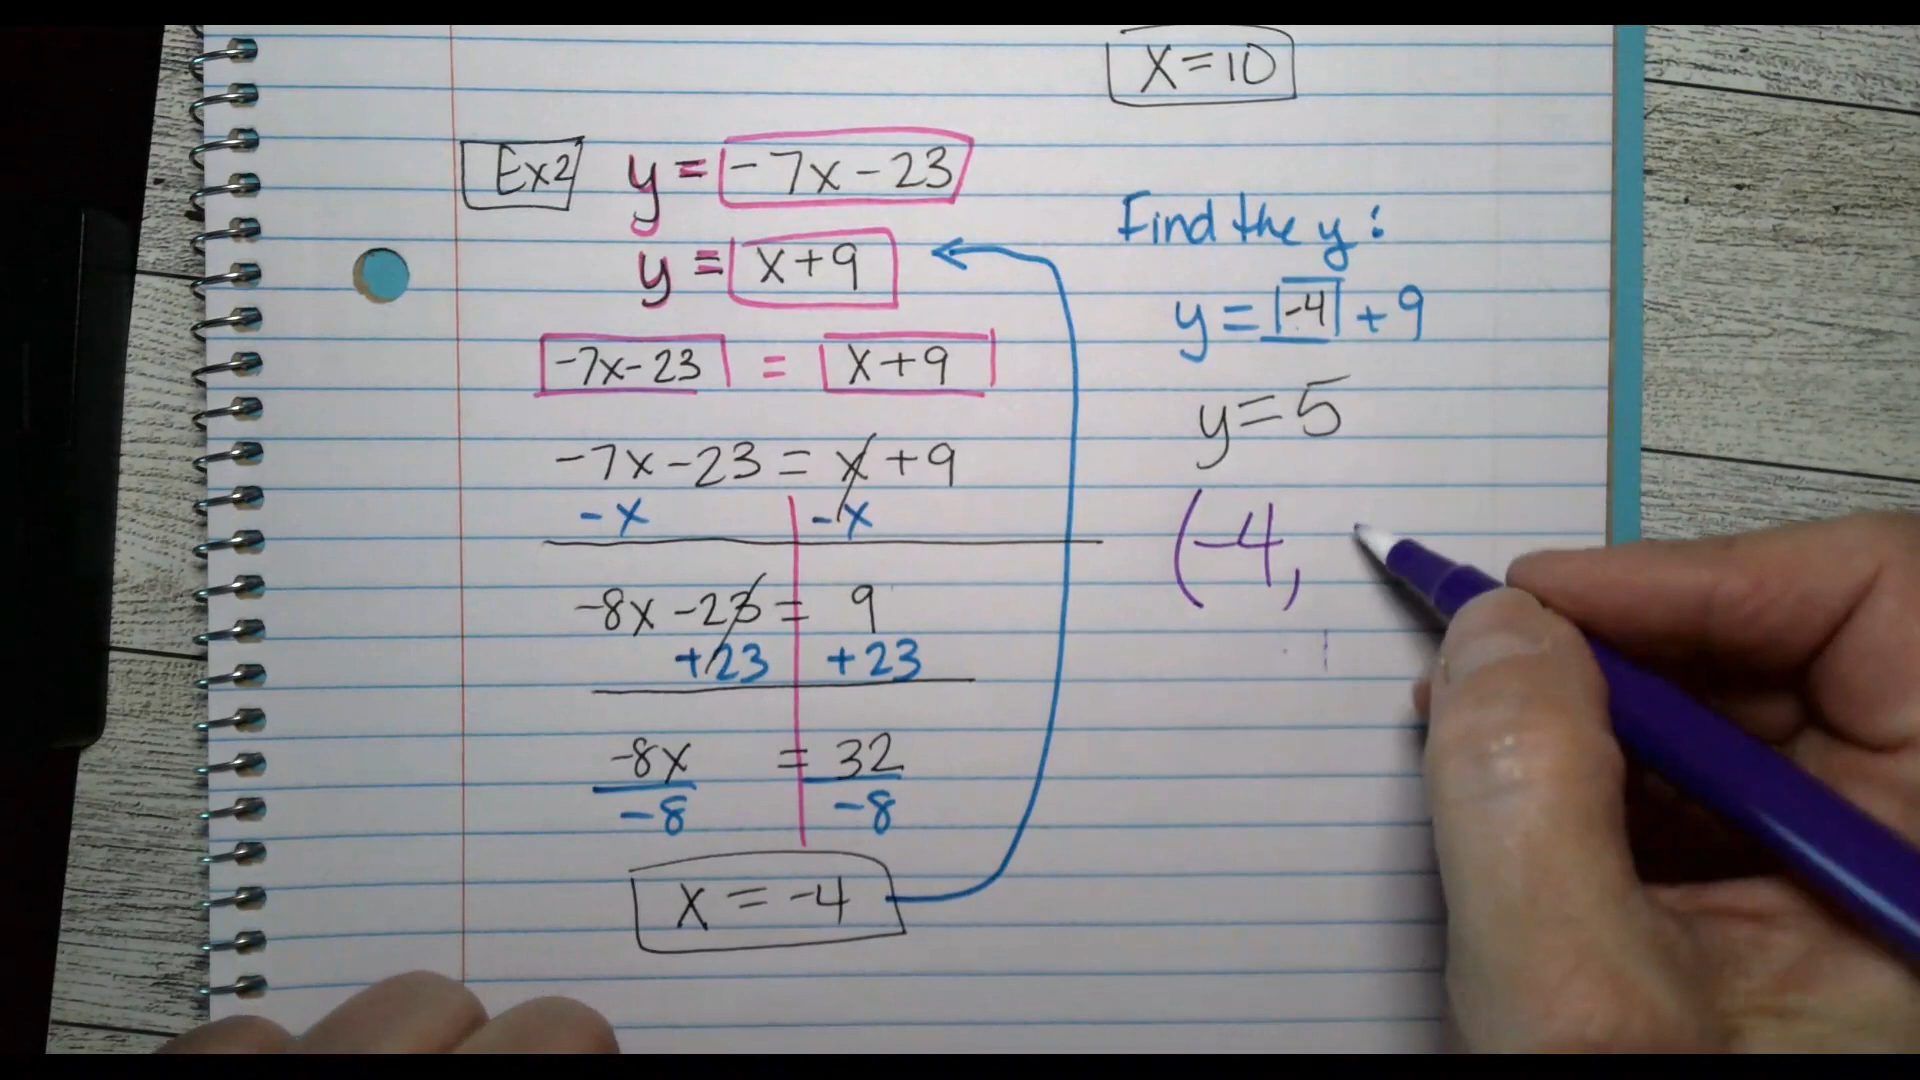 x=10
Ex2 y = -7x-23
y = x+9
-7x-23 = x+9
-7x-23 = x+9
-x -x
-8x -23 = 9
+23 +23
-8x = 32
-8 -8
x = -4
Find the y:
y = -4 + 9
y=5
(-4,